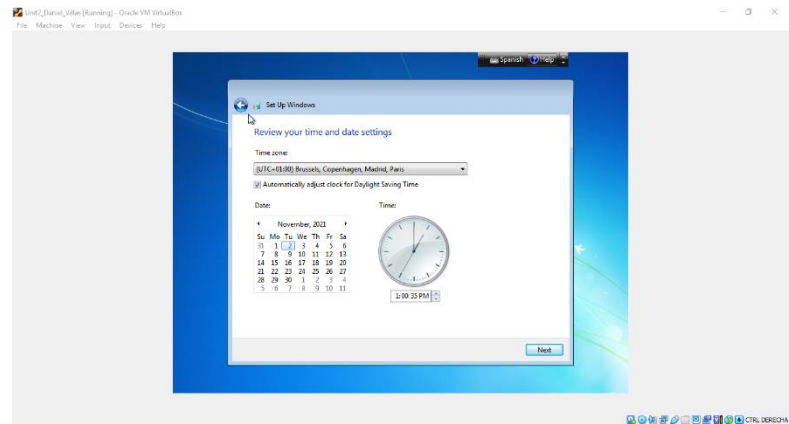 Unit2_Daniel_Villas [Running] - Oracle VM VirtualBox
File Machine View Input Devices Help
Spanish Help
Set Up Windows
Review your time and date settings
Time zone:
(UTC+01:00) Brussels, Copenhagen, Madrid, Paris
Automatically adjust clock for Daylight Saving Time
Date: Time:
November, 2021
Su Mo Tu We Th Fr Sa
31 1 2 3 4 5 6
7 8 9 10 11 12 13
14 15 16 17 18 19 20
21 22 23 24 25 26 27
28 29 30 1 2 3 4
5 6 7 8 9 10 11
1:00:35 PM
Next
CTRL DERECHA